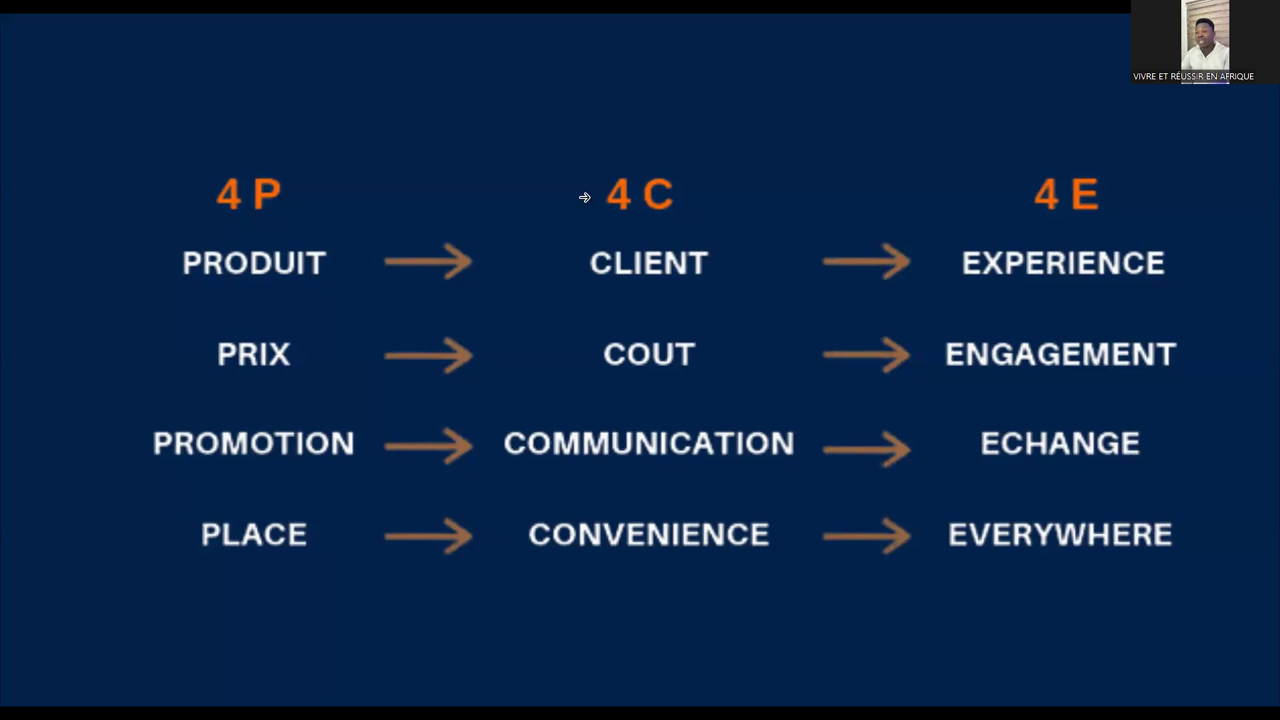 VIVRE ET RÉUSSIR EN AFRIQUE
4 P 4 C 4 E
PRODUIT CLIENT EXPERIENCE
PRIX COUT ENGAGEMENT
PROMOTION COMMUNICATION ECHANGE
PLACE CONVENIENCE EVERYWHERE